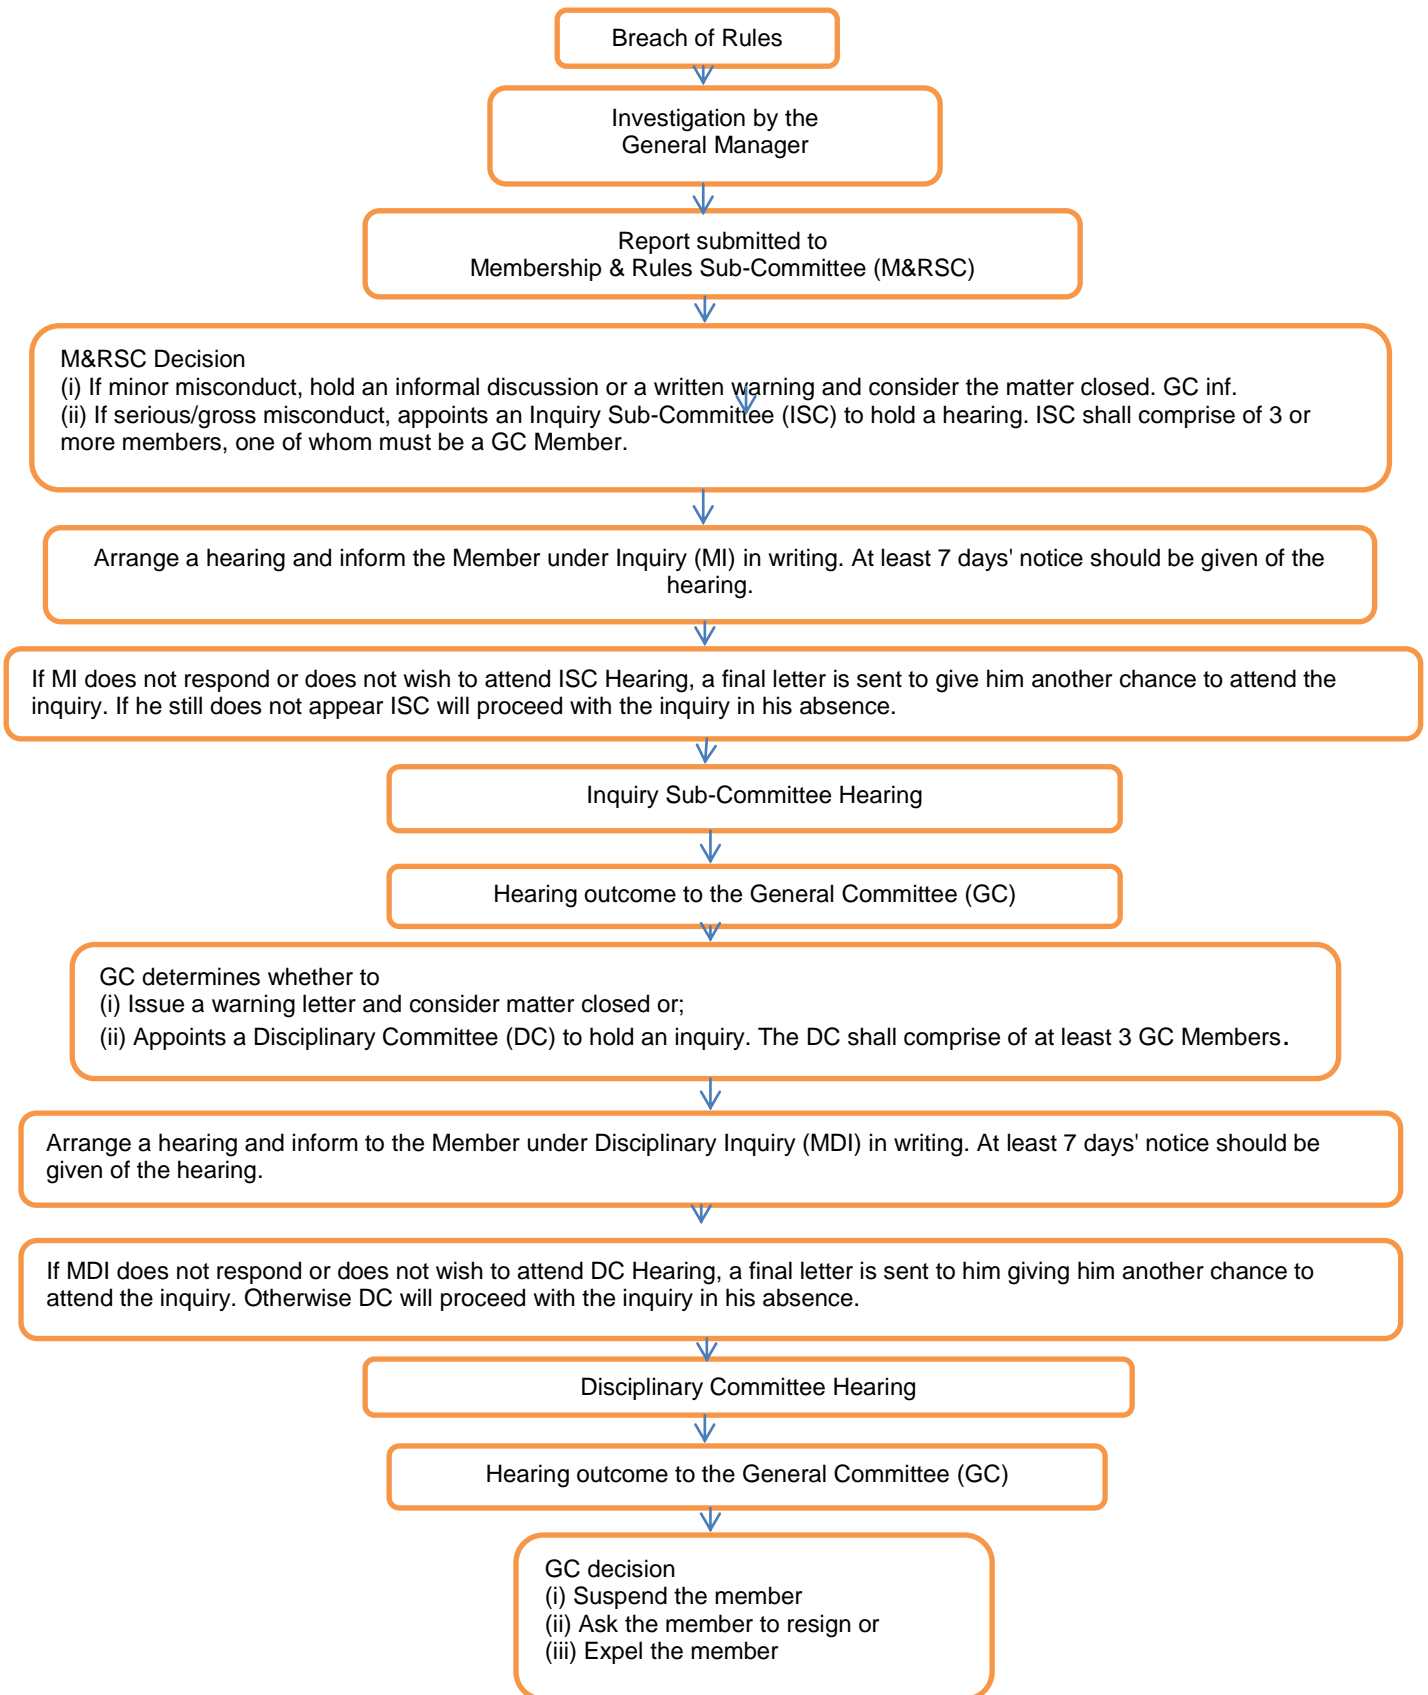 Breach of Rules
Investigation by the
General Manager
Report submitted to
Membership & Rules Sub-Committee (M&RSC)
M&RSC Decision
(i) If minor misconduct, hold an informal discussion or a written warning and consider the matter closed. GC inf.
(ii) If serious/gross misconduct, appoints an Inquiry Sub-Committee (ISC) to hold a hearing. ISC shall comprise of 3 or
more members, one of whom must be a GC Member.
Arrange a hearing and inform the Member under Inquiry (MI) in writing. At least 7 days' notice should be given of the
hearing.
If MI does not respond or does not wish to attend ISC Hearing, a final letter is sent to give him another chance to attend the
inquiry. If he still does not appear ISC will proceed with the inquiry in his absence.
Inquiry Sub-Committee Hearing
Hearing outcome to the General Committee (GC)
GC determines whether to
(i) Issue a warning letter and consider matter closed or;
(ii) Appoints a Disciplinary Committee (DC) to hold an inquiry. The DC shall comprise of at least 3 GC Members.
Arrange a hearing and inform to the Member under Disciplinary Inquiry (MDI) in writing. At least 7 days' notice should be
given of the hearing.
If MDI does not respond or does not wish to attend DC Hearing, a final letter is sent to him giving him another chance to
attend the inquiry. Otherwise DC will proceed with the inquiry in his absence.
Disciplinary Committee Hearing
Hearing outcome to the General Committee (GC)
GC decision
(i) Suspend the member
(ii) Ask the member to resign or
(iii) Expel the member